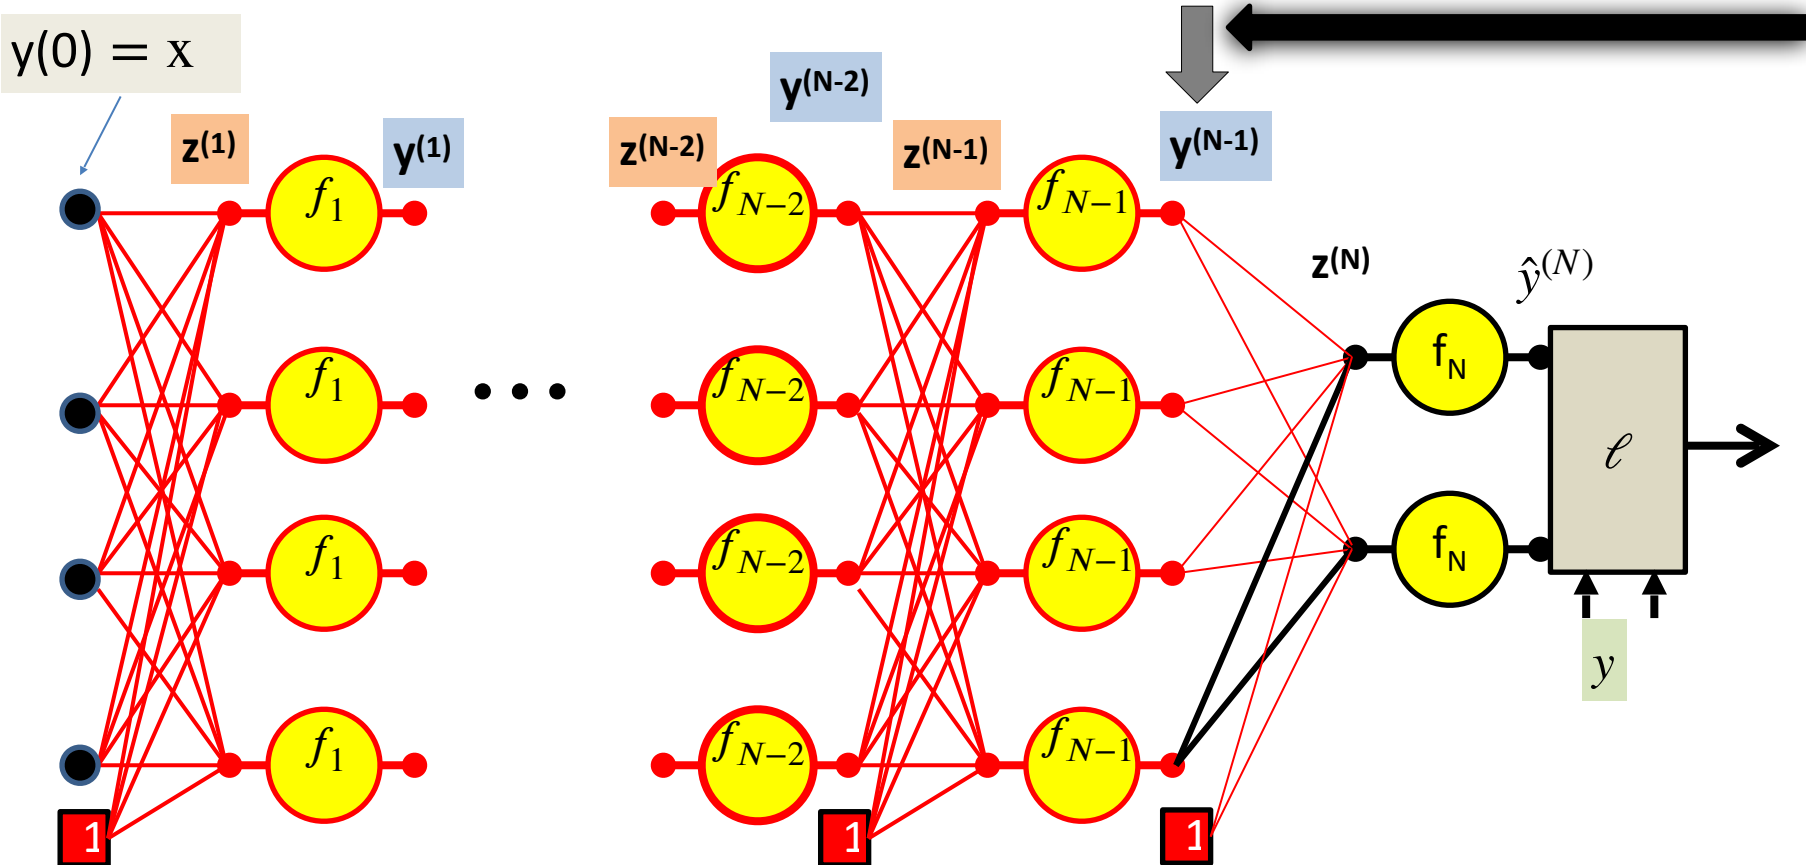 y(0) = x
z(1)
y(1)
z(N-2)
y(N-2)
z(N-1)
y(N-1)
z(N)
ŷ(N)
f1
fN−2
fN−1
f1
fN−2
fN−1
fN
f1
fN−2
fN−1
fN
f1
fN−2
fN−1
ℓ
y
1
1
1